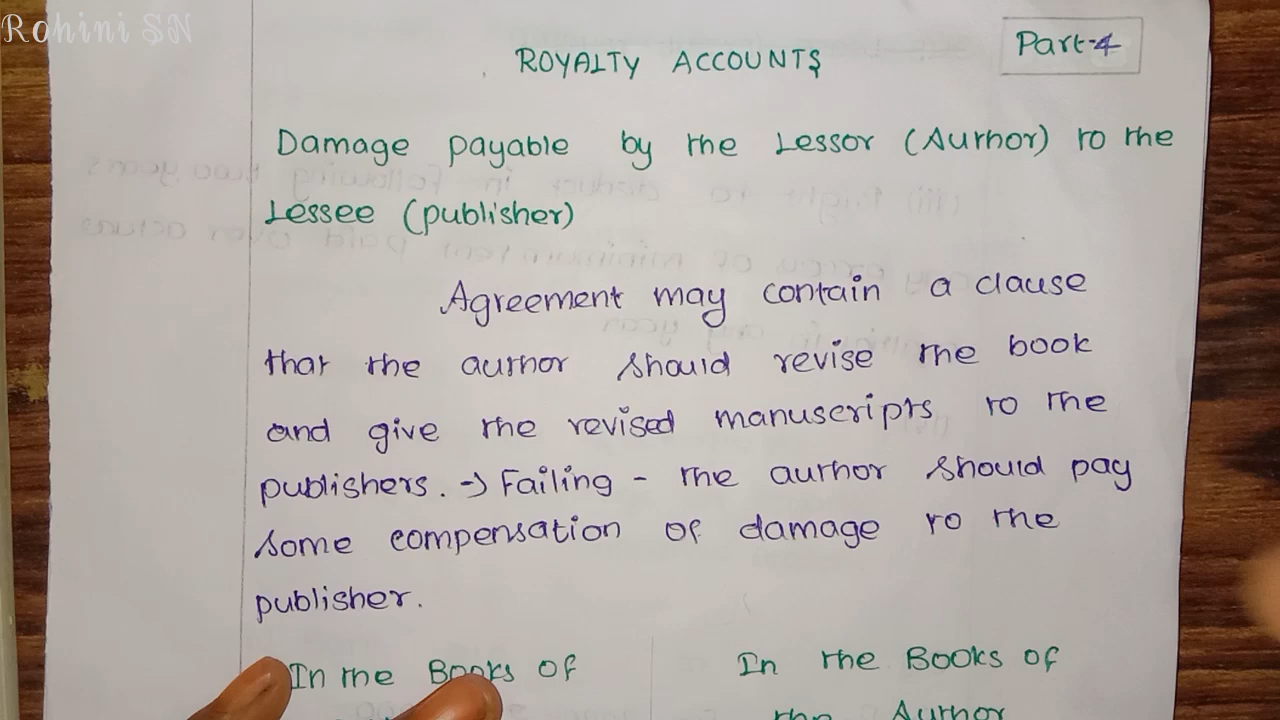 Rohini SN
ROYALTY ACCOUNTS
Part-4
Damage payable by the Lessor (Author) to the
Lessee (publisher)
Agreement may contain a clause
that the author should revise the book
and give the revised manuscripts to the
publishers. → Failing - the author should pay
some compensation of damage to the
publisher.
In the Books of
In the Books of
the Author